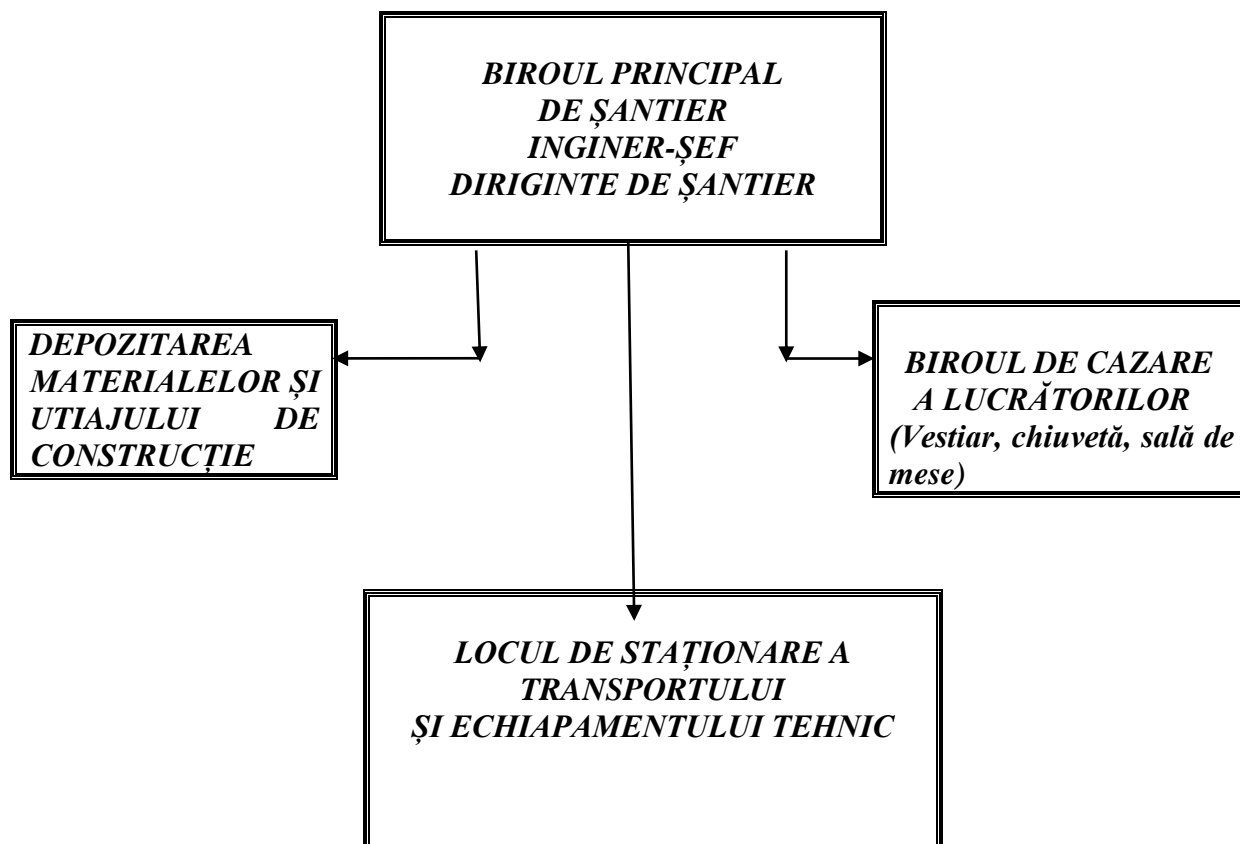 BIROUL PRINCIPAL
DE ȘANTIER
INGINER-ȘEF
DIRIGINTE DE ȘANTIER
DEPOZITAREA
MATERIALELOR ȘI
UTIAJULUI DE
CONSTRUCȚIE
BIROUL DE CAZARE
A LUCRĂTORILOR
(Vestiar, chiuvetă, sală de
mese)
LOCUL DE STAȚIONARE A
TRANSPORTULUI
ȘI ECHIAPAMENTULUI TEHNIC